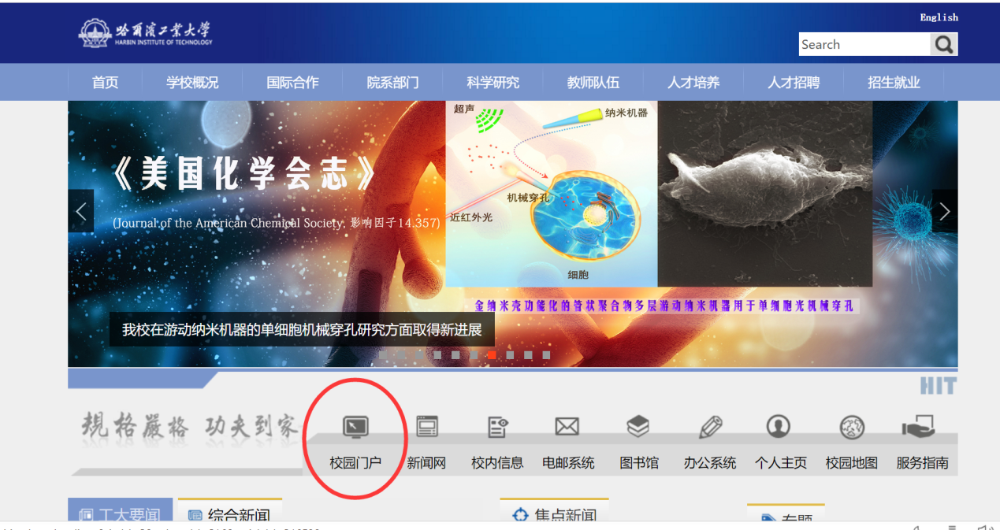 English
哈尔滨工业大学
HARBIN INSTITUTE OF TECHNOLOGY
Search
首页 学校概况 国际合作 院系部门 科学研究 教师队伍 人才培养 人才招聘 招生就业
超声
纳米机器
《美国化学会志》
机械穿孔
近红外光
(Journal of the American Chemical Society, 影响因子14.357)
细胞
金纳米壳功能化的管状聚合物多层游动纳米机器用于单细胞光机械穿孔
我校在游动纳米机器的单细胞机械穿孔研究方面取得新进展
HIT
规格严格 功夫到家
校园门户 新闻网 校内信息 电邮系统 图书馆 办公系统 个人主页 校园地图 服务指南
工大要闻 综合新闻 焦点新闻 专题